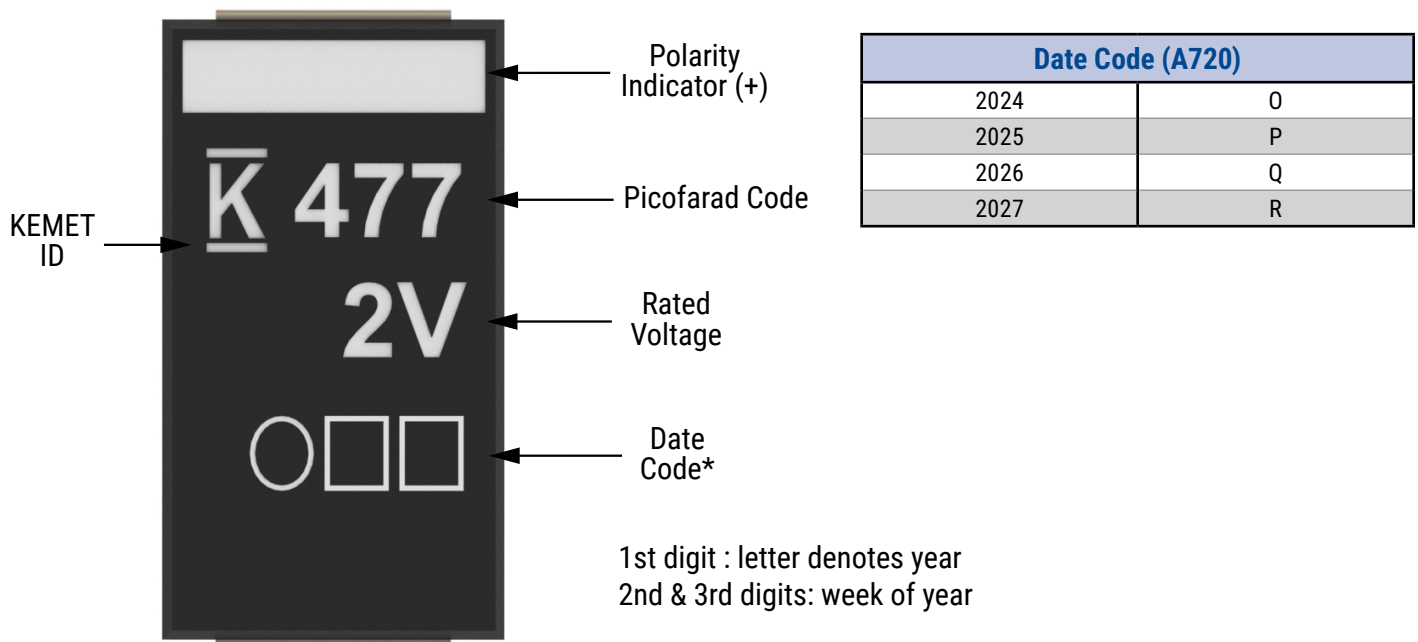 Polarity
Indicator (+)
K 477
Picofarad Code
KEMET
ID
2V
Rated
Voltage
○□□
Date
Code*
1st digit : letter denotes year
2nd & 3rd digits: week of year
Date Code (A720)
2024 O
2025 P
2026 Q
2027 R